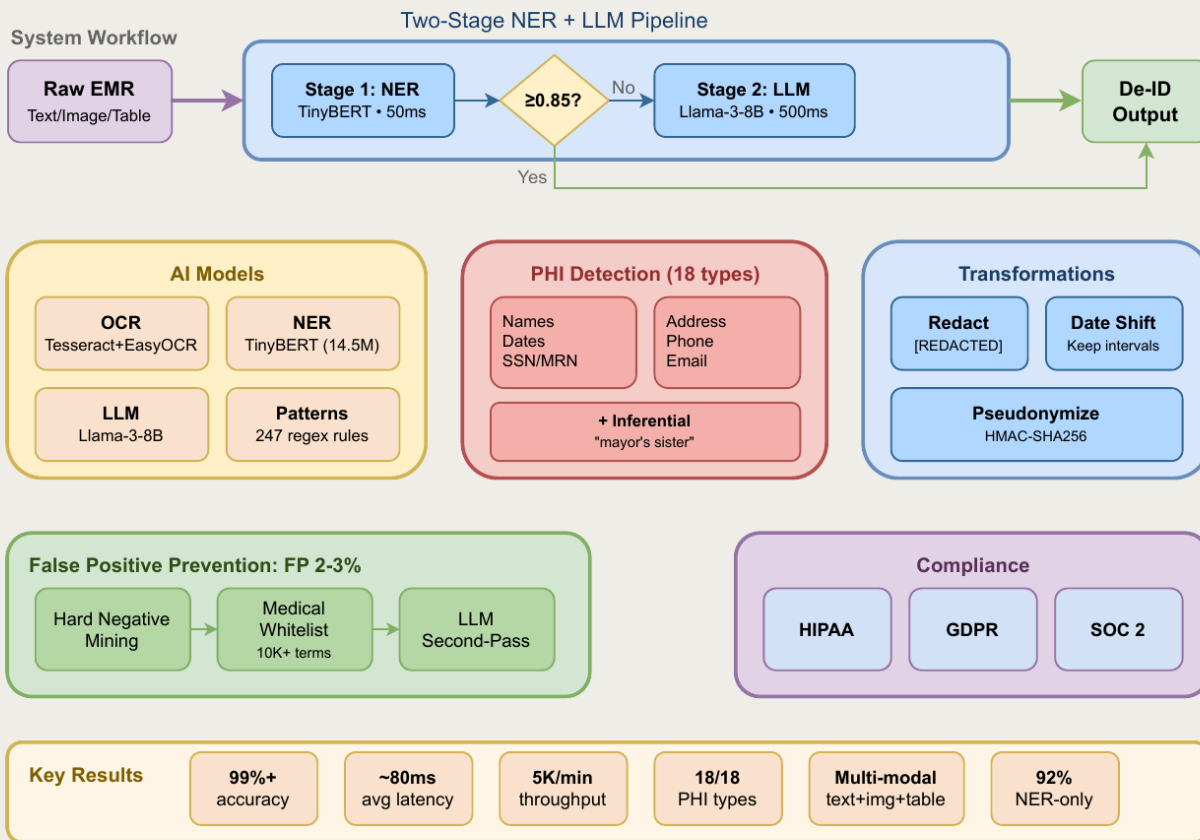 Two-Stage NER + LLM Pipeline
System Workflow
Raw EMR
Text/Image/Table
Stage 1: NER
TinyBERT • 50ms
≥0.85?
No
Stage 2: LLM
Llama-3-8B • 500ms
De-ID
Output
Yes
AI Models
OCR
Tesseract+EasyOCR
NER
TinyBERT (14.5M)
LLM
Llama-3-8B
Patterns
247 regex rules
PHI Detection (18 types)
Names
Dates
SSN/MRN
Address
Phone
Email
+ Inferential
"mayor's sister"
Transformations
Redact
[REDACTED]
Date Shift
Keep intervals
Pseudonymize
HMAC-SHA256
False Positive Prevention: FP 2-3%
Hard Negative
Mining
Medical
Whitelist
10K+ terms
LLM
Second-Pass
Compliance
HIPAA
GDPR
SOC 2
Key Results
99%+
accuracy
~80ms
avg latency
5K/min
throughput
18/18
PHI types
Multi-modal
text+img+table
92%
NER-only